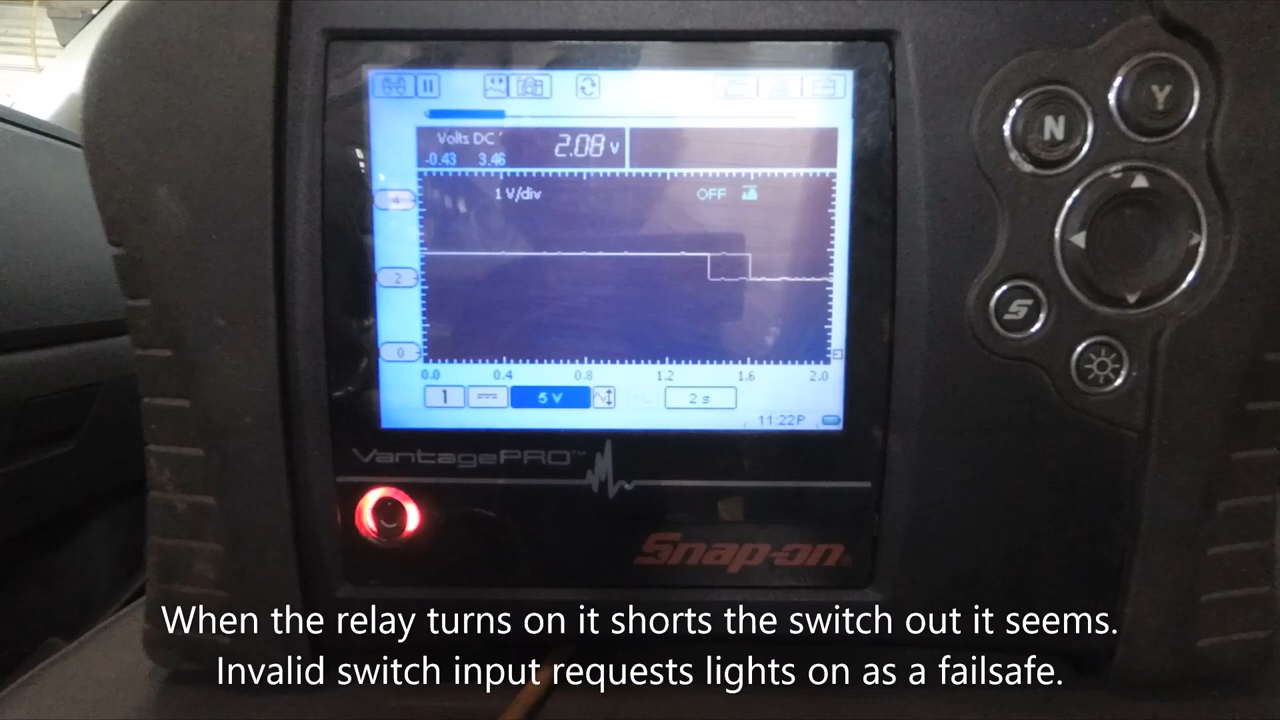 Volts DC
-0.43 3.46
2.08 v
1 V/div
OFF
4
2
0
0.0 0.4 0.8 1.2 1.6 2.0
1
5 V
2 s
11:22P
N
Y
S
VantagePRO™
Snap-on
When the relay turns on it shorts the switch out it seems.
Invalid switch input requests lights on as a failsafe.